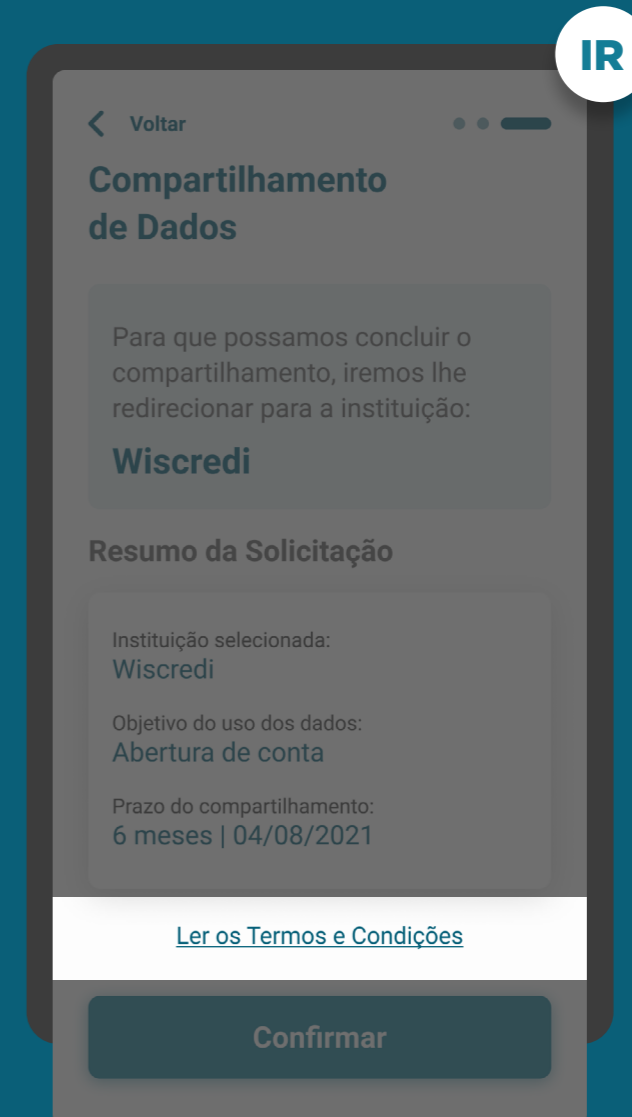 IR
Voltar
Compartilhamento
de Dados
Para que possamos concluir o
compartilhamento, iremos lhe
redirecionar para a instituição:
Wiscredi
Resumo da Solicitação
Instituição selecionada:
Wiscredi
Objetivo do uso dos dados:
Abertura de conta
Prazo do compartilhamento:
6 meses | 04/08/2021
Ler os Termos e Condições
Confirmar